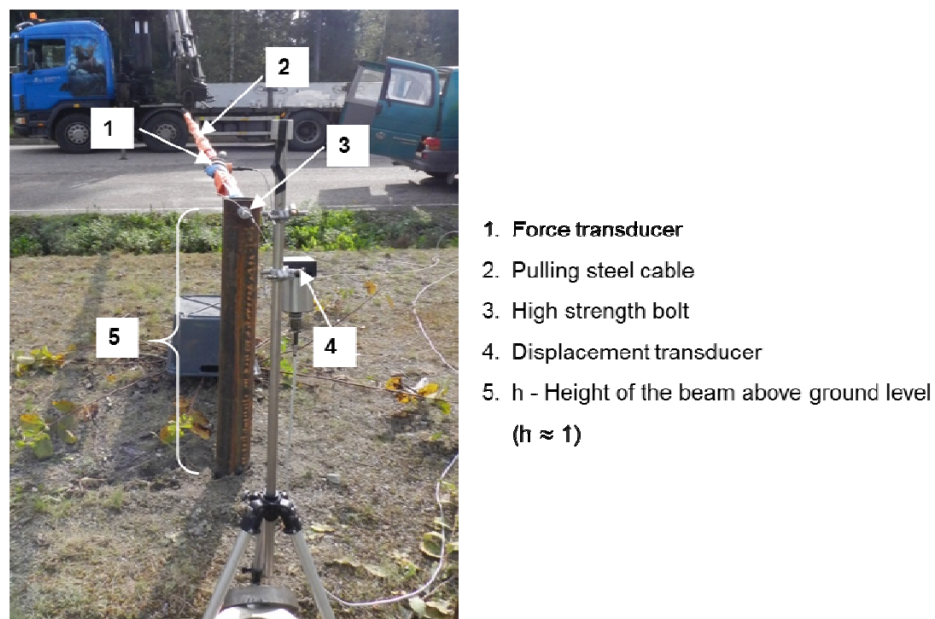 2
1
3
5
4
1. Force transducer
2. Pulling steel cable
3. High strength bolt
4. Displacement transducer
5. h - Height of the beam above ground level
(h ≈ 1)